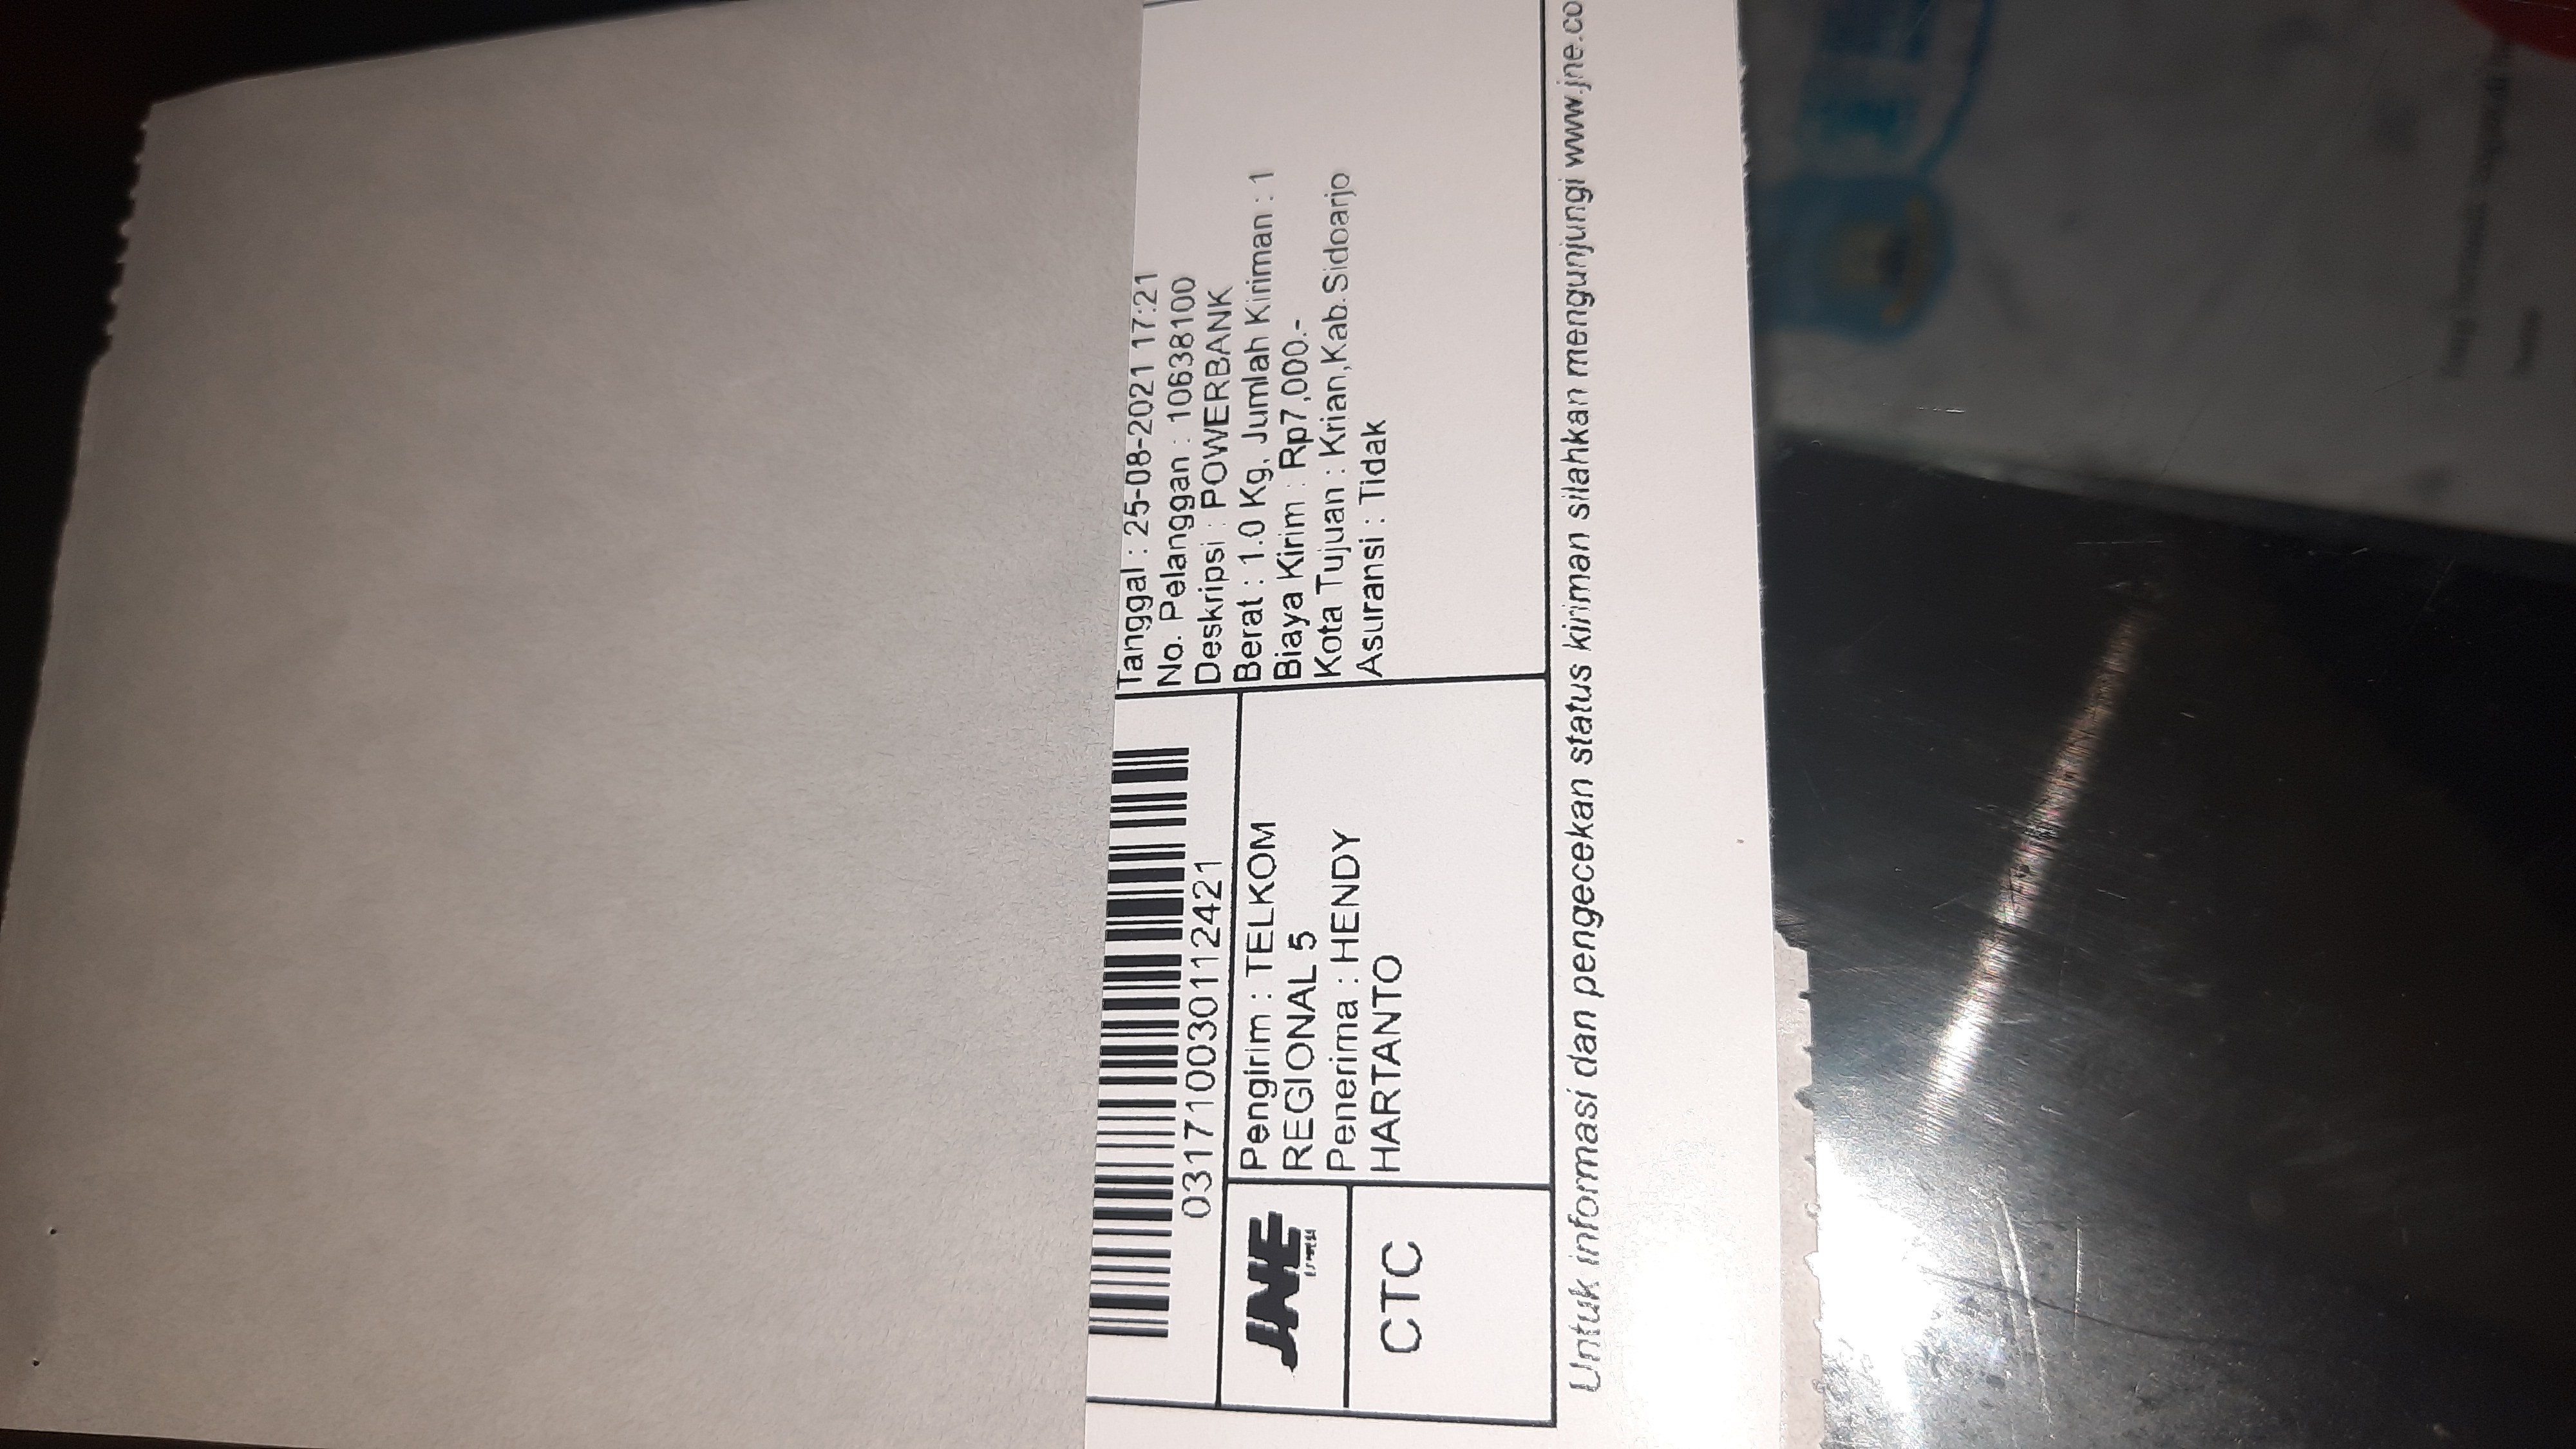 031710030112421
JNE
EXPRESS
CTC
Pengirim : TELKOM
REGIONAL 5
Penerima : HENDY
HARTANTO
Tanggal : 25-08-2021 17:21
No. Pelanggan : 10638100
Deskripsi : POWERBANK
Berat : 1.0 Kg, Jumlah Kiriman : 1
Biaya Kirim : Rp7,000.-
Kota Tujuan : Krian,Kab.Sidoarjo
Asuransi : Tidak
Untuk informasi dan pengecekan status kiriman silahkan mengunjungi www.jne.co